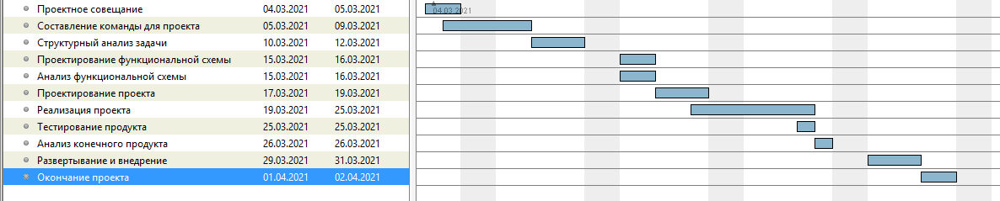 Проектное совещание 04.03.2021 05.03.2021 04.03.2021
Составление команды для проекта 05.03.2021 09.03.2021
Структурный анализ задачи 10.03.2021 12.03.2021
Проектирование функциональной схемы 15.03.2021 16.03.2021
Анализ функциональной схемы 15.03.2021 16.03.2021
Проектирование проекта 17.03.2021 19.03.2021
Реализация проекта 19.03.2021 25.03.2021
Тестирование продукта 25.03.2021 25.03.2021
Анализ конечного продукта 26.03.2021 26.03.2021
Развертывание и внедрение 29.03.2021 31.03.2021
Окончание проекта 01.04.2021 02.04.2021